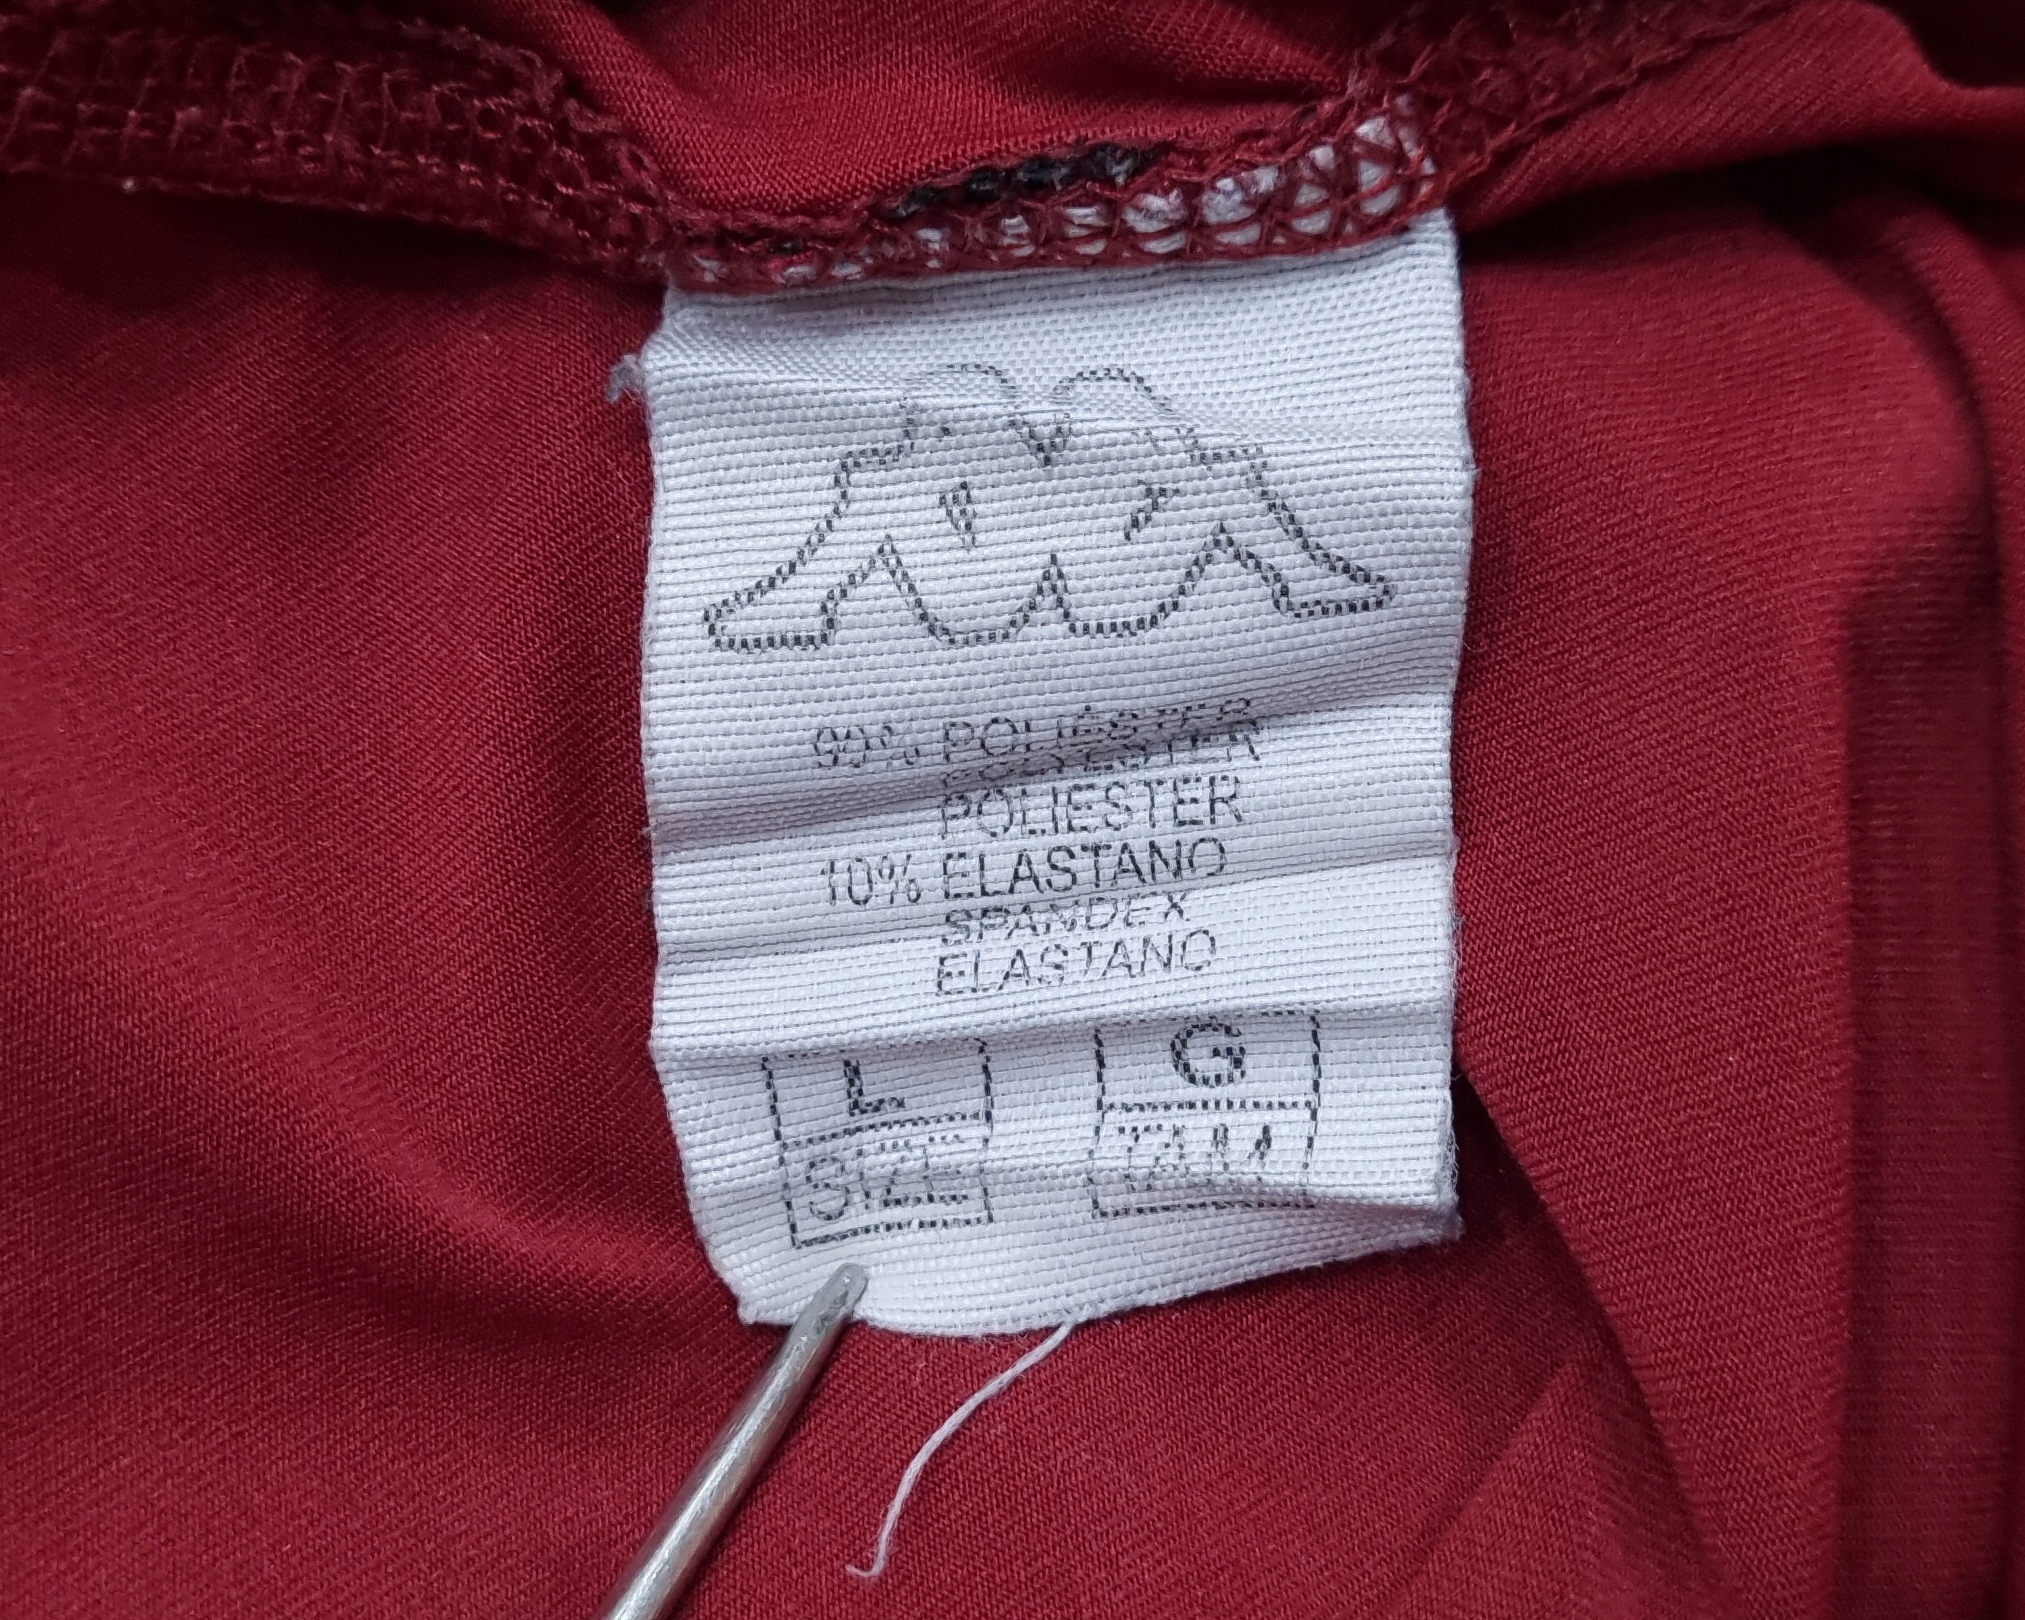 90% POLIÉSTER
POLYESTER
POLIESTER
10% ELASTANO
SPANDEX
ELASTANO
L G
SIZE TAM